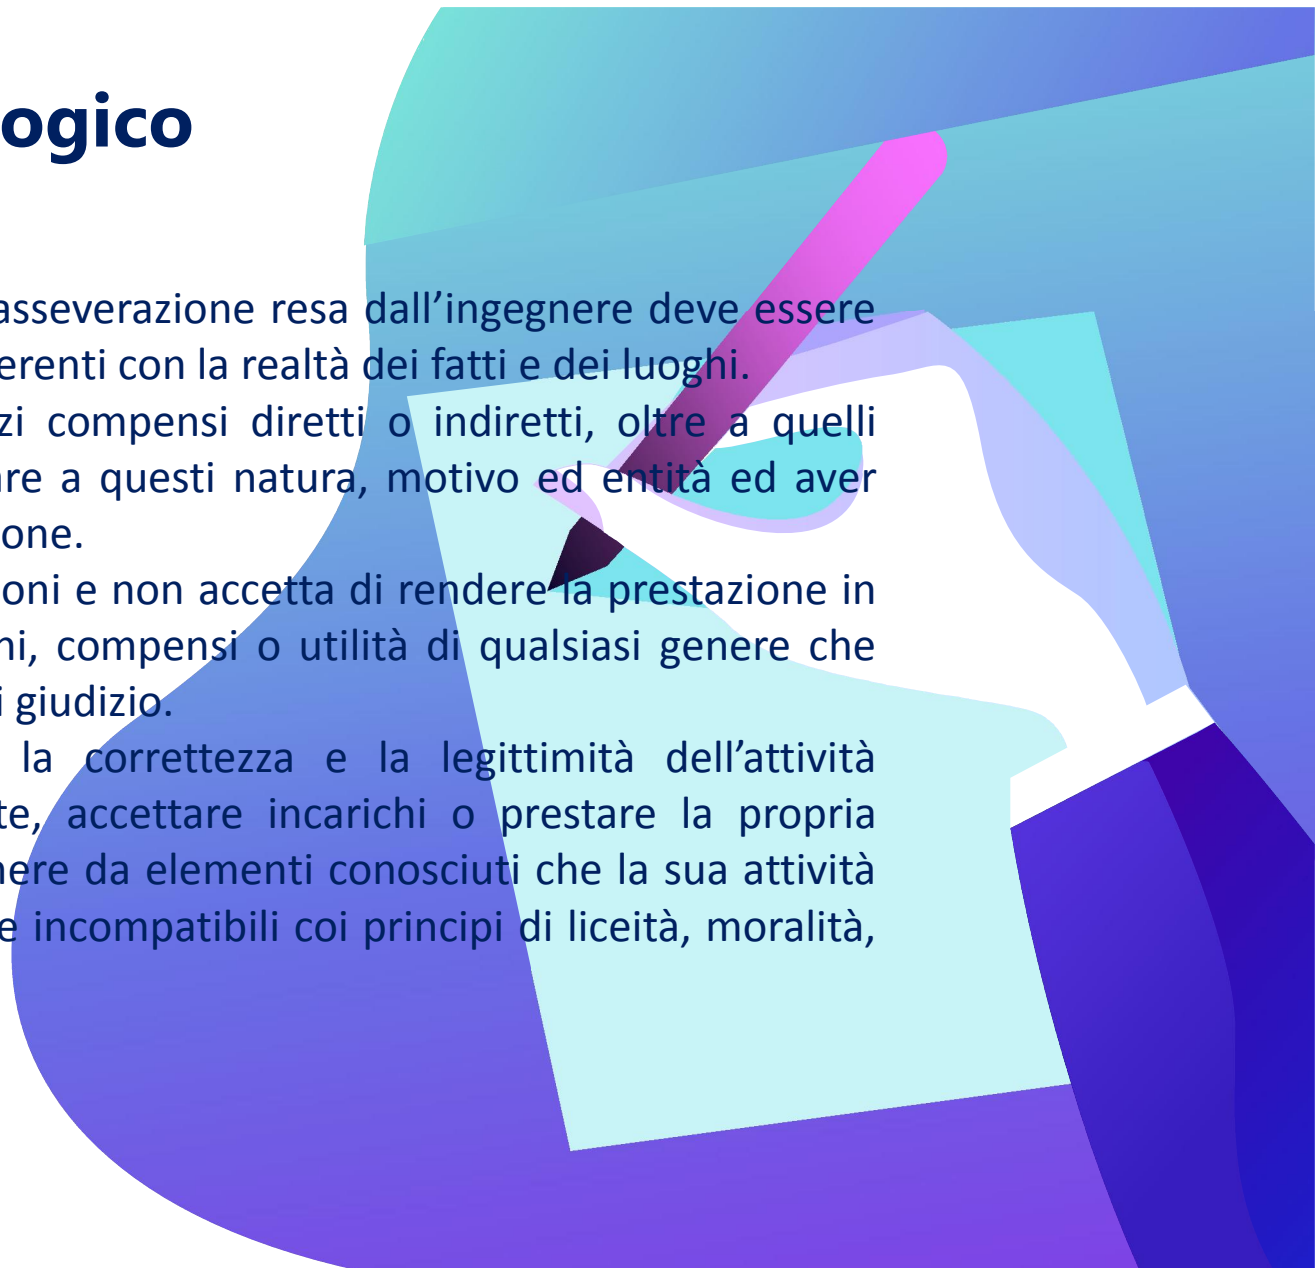 ogico
asseverazione resa dall’ingegnere deve essere
erenti con la realtà dei fatti e dei luoghi.
zi compensi diretti o indiretti, oltre a quelli
are a questi natura, motivo ed entità ed aver
one.
oni e non accetta di rendere la prestazione in
ni, compensi o utilità di qualsiasi genere che
i giudizio.
la correttezza e la legittimità dell’attività
te, accettare incarichi o prestare la propria
nere da elementi conosciuti che la sua attività
e incompatibili coi principi di liceità, moralità,